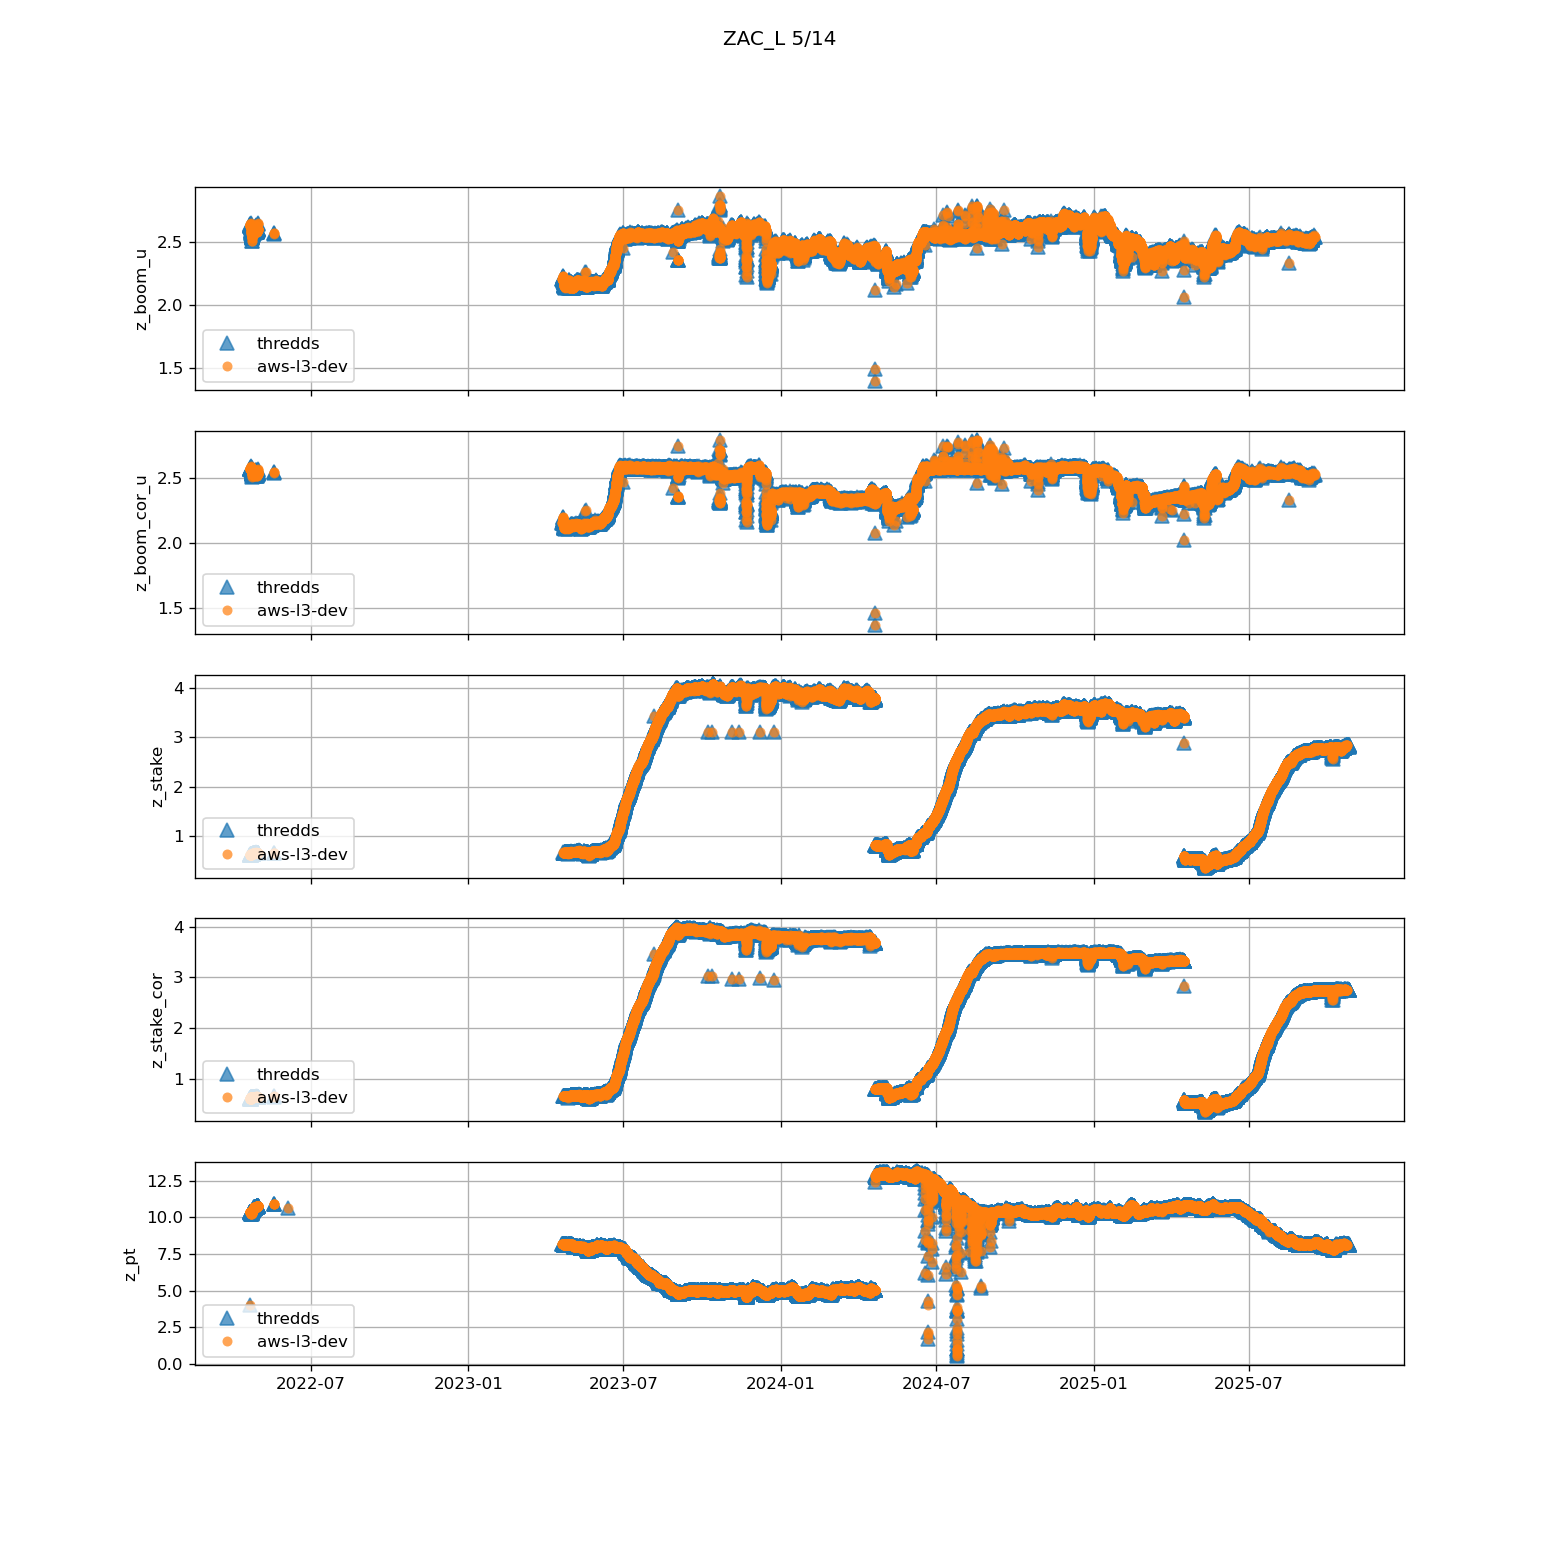 ZAC_L 5/14
z_boom_u
2.5
2.0
1.5
thredds
aws-l3-dev
z_boom_cor_u
2.5
2.0
1.5
thredds
aws-l3-dev
z_stake
4
3
2
1
thredds
aws-l3-dev
z_stake_cor
4
3
2
1
thredds
aws-l3-dev
z_pt
12.5
10.0
7.5
5.0
2.5
0.0
thredds
aws-l3-dev
2022-07 2023-01 2023-07 2024-01 2024-07 2025-01 2025-07